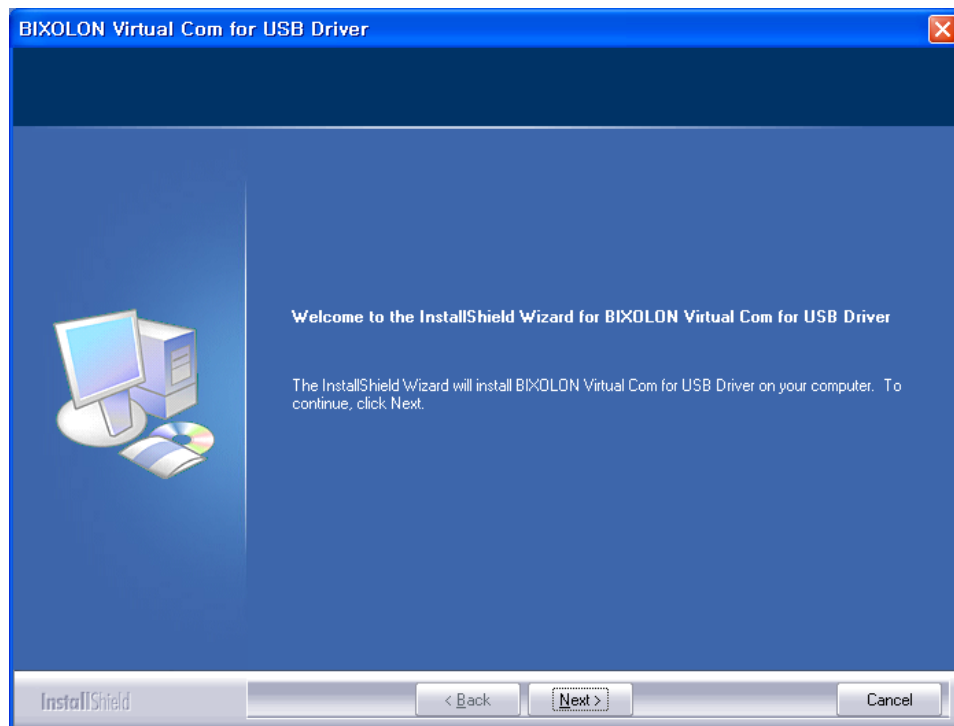 BIXOLON Virtual Com for USB Driver
Welcome to the InstallShield Wizard for BIXOLON Virtual Com for USB Driver
The InstallShield Wizard will install BIXOLON Virtual Com for USB Driver on your computer. To
continue, click Next.
InstallShield
< Back
Next >
Cancel